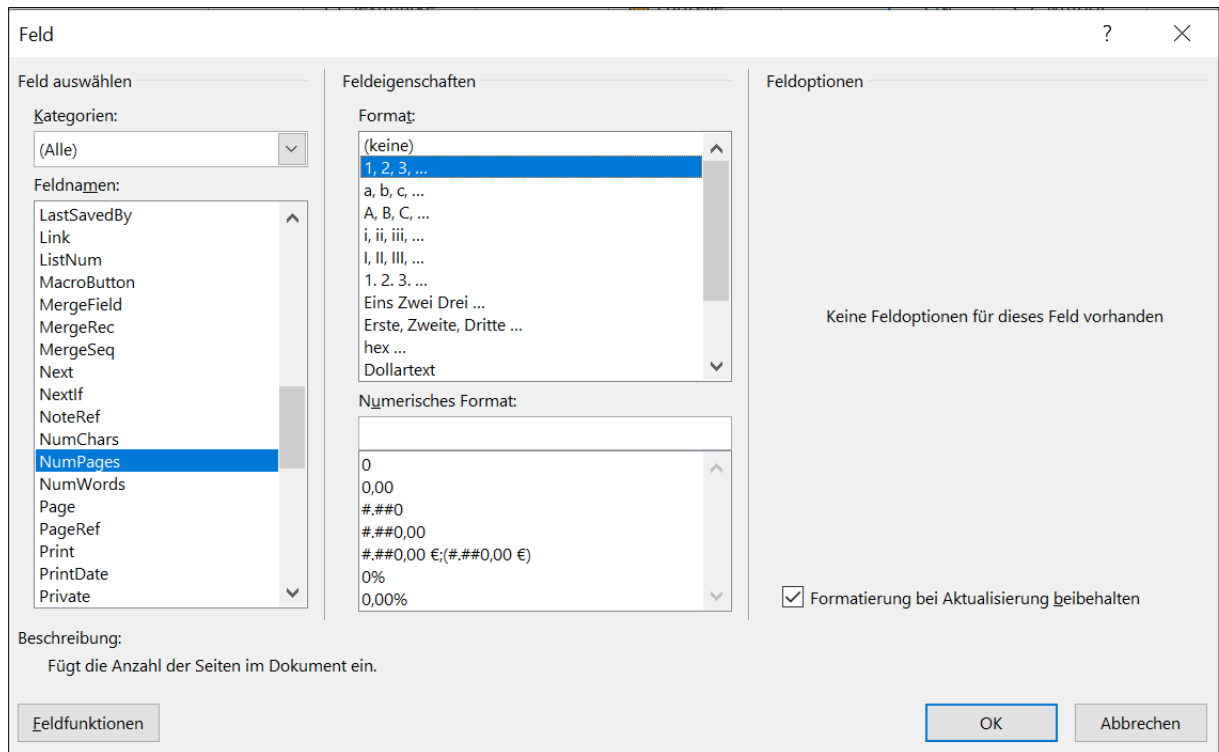 Feld
?
Feld auswählen
Kategorien:
(Alle)
Feldnamen:
LastSavedBy
Link
ListNum
MacroButton
MergeField
MergeRec
MergeSeq
Next
NextIf
NoteRef
NumChars
NumPages
NumWords
Page
PageRef
Print
PrintDate
Private
Feldeigenschaften
Format:
(keine)
1, 2, 3, ...
a, b, c, ...
A, B, C, ...
i, ii, iii, ...
I, II, III, ...
1. 2. 3. ...
Eins Zwei Drei ...
Erste, Zweite, Dritte ...
hex ...
Dollartext
Numerisches Format:
0
0,00
#.##0
#.##0,00
#.##0,00 €;(#.##0,00 €)
0%
0,00%
Feldoptionen
Keine Feldoptionen für dieses Feld vorhanden
Formatierung bei Aktualisierung beibehalten
Beschreibung:
Fügt die Anzahl der Seiten im Dokument ein.
Feldfunktionen
OK
Abbrechen